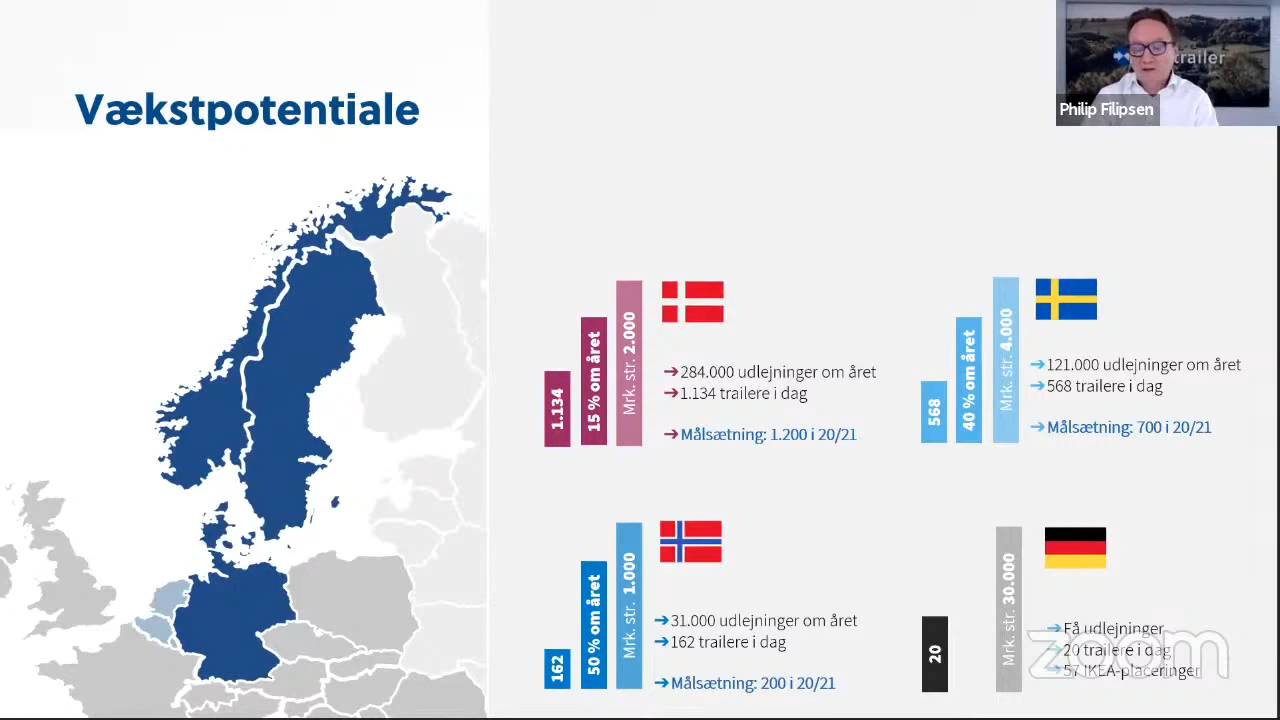 trailer
Philip Filipsen
Vækstpotentiale
1.134
15 % om året
Mrk. str. 2.000
➔284.000 udlejninger om året
➔1.134 trailere i dag
➔Målsætning: 1.200 i 20/21
568
40 % om året
Mrk. str. 4.000
➔121.000 udlejninger om året
➔568 trailere i dag
➔Målsætning: 700 i 20/21
162
50 % om året
Mrk. str. 1.000
➔31.000 udlejninger om året
➔162 trailere i dag
➔Målsætning: 200 i 20/21
20
Mrk. str. 30.000
➔Få udlejninger
➔20 trailere i dag
➔57 IKEA-placeringer
zoom